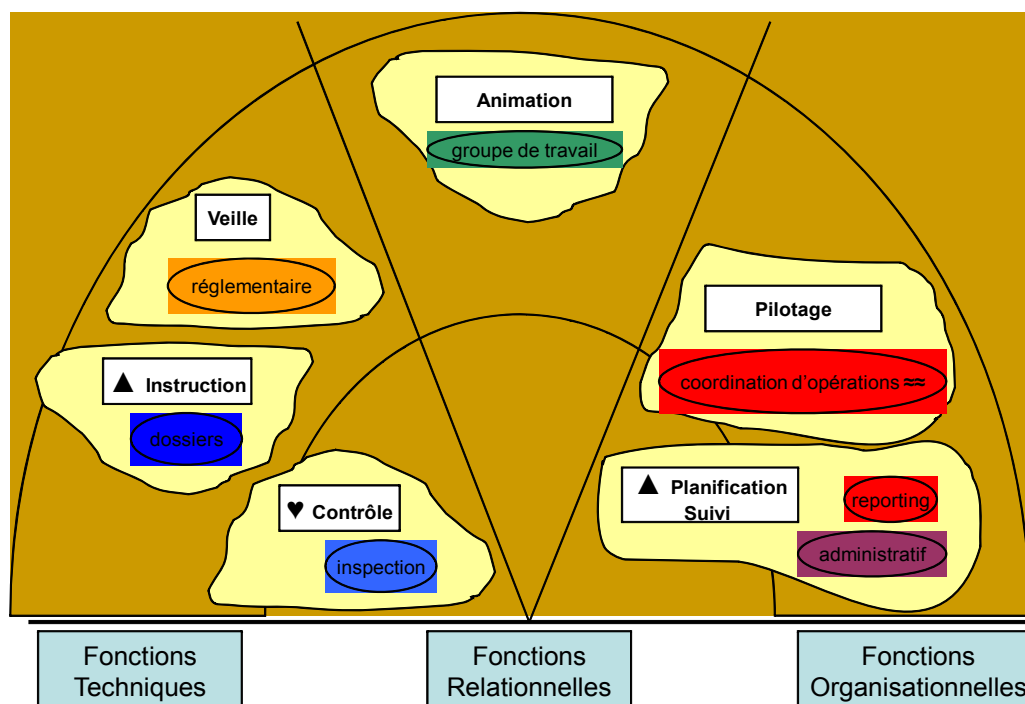 Animation
groupe de travail
Veille
réglementaire
Pilotage
coordination d'opérations ≈≈
▲ Instruction
dossiers
♥ Contrôle
inspection
▲ Planification
Suivi
reporting
administratif
Fonctions
Techniques
Fonctions
Relationnelles
Fonctions
Organisationnelles